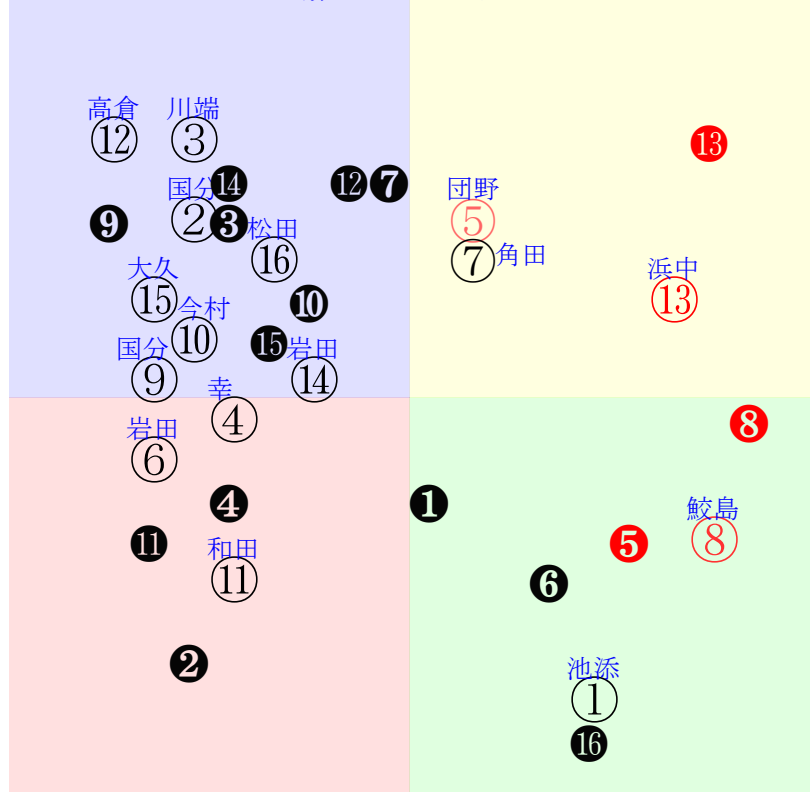 高倉 川端
⑫ ③ ⓭
国分 ⓮ ⓬ ❼ 団野
❾ ② ❸ 松田 ⑤
⑯ ⑦ 角田
大久 浜中
⑮ 今村 ❿ ⑬
⑩ ⓯ 岩田
国分
⑨ 幸 ⑭
④ ❽
岩田
⑥
❹ ❶ 鮫島
⓫ 和田 ❺ ⑧
⑪ ❻
❷ 池添
①
⓰